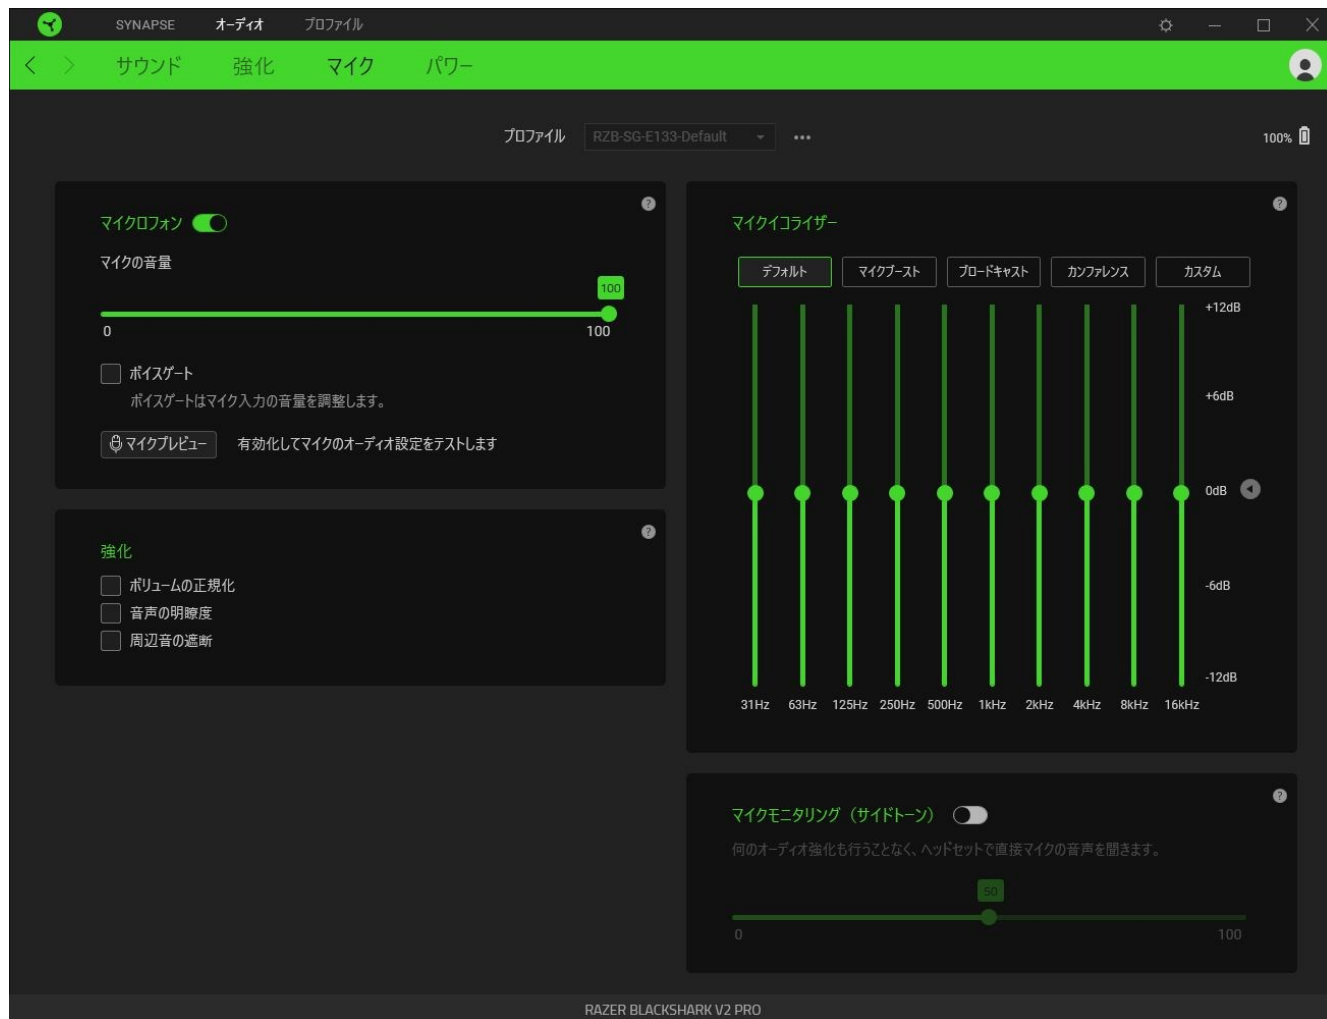 SYNAPSE オーディオ プロファイル
サウンド 強化 マイク パワー
プロファイル RZB-SG-E133-Default ••• 100%
マイクロフォン
マイクの音量
100
0 100
ボイスゲート
ボイスゲートはマイク入力の音量を調整します。
マイクプレビュー 有効化してマイクのオーディオ設定をテストします
強化
ボリュームの正規化
音声の明瞭度
周辺音の遮断
マイクイコライザー
デフォルト マイクブースト ブロードキャスト カンファレンス カスタム
+12dB
+6dB
0dB
-6dB
-12dB
31Hz 63Hz 125Hz 250Hz 500Hz 1kHz 2kHz 4kHz 8kHz 16kHz
マイクモニタリング（サイドトーン）
何のオーディオ強化も行うことなく、ヘッドセットで直接マイクの音声を聞きます。
50
0 100
RAZER BLACKSHARK V2 PRO